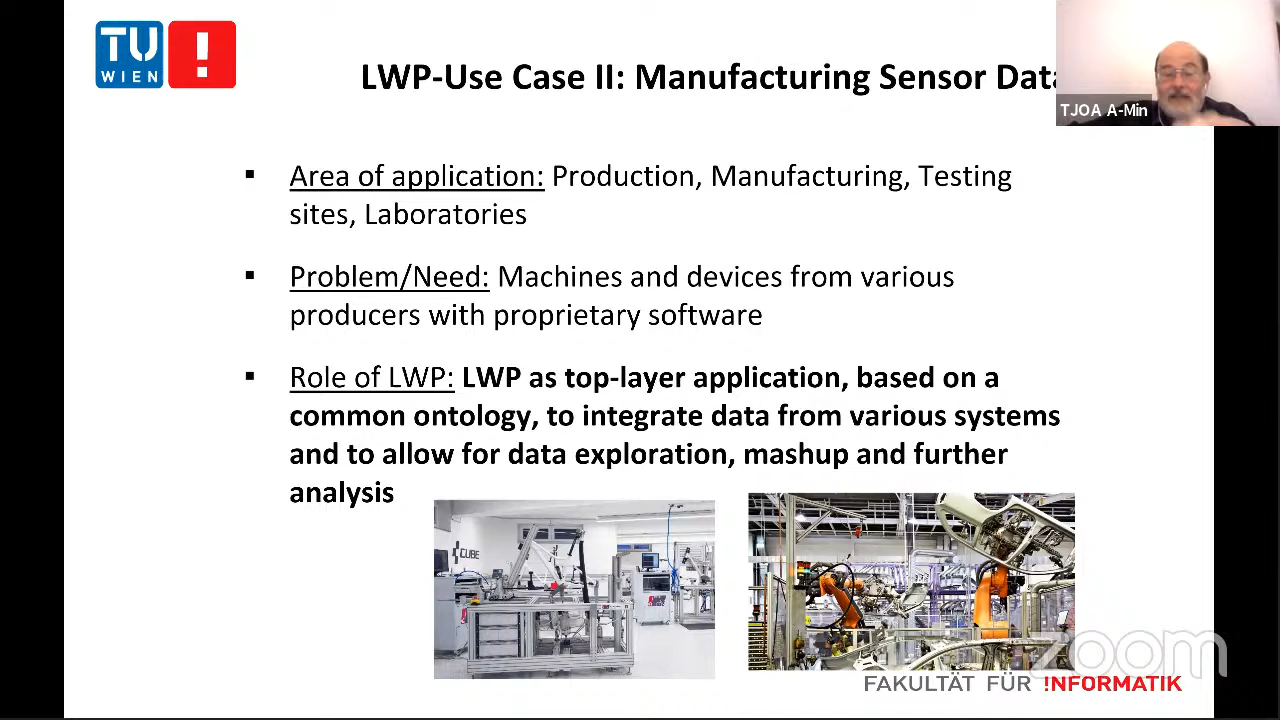 TU
WIEN
!
LWP-Use Case II: Manufacturing Sensor Data
TJOA A-Min
▪ Area of application: Production, Manufacturing, Testing
sites, Laboratories
▪ Problem/Need: Machines and devices from various
producers with proprietary software
▪ Role of LWP: LWP as top-layer application, based on a
common ontology, to integrate data from various systems
and to allow for data exploration, mashup and further
analysis
CUBE
zoom
FAKULTÄT FÜR !NFORMATIK